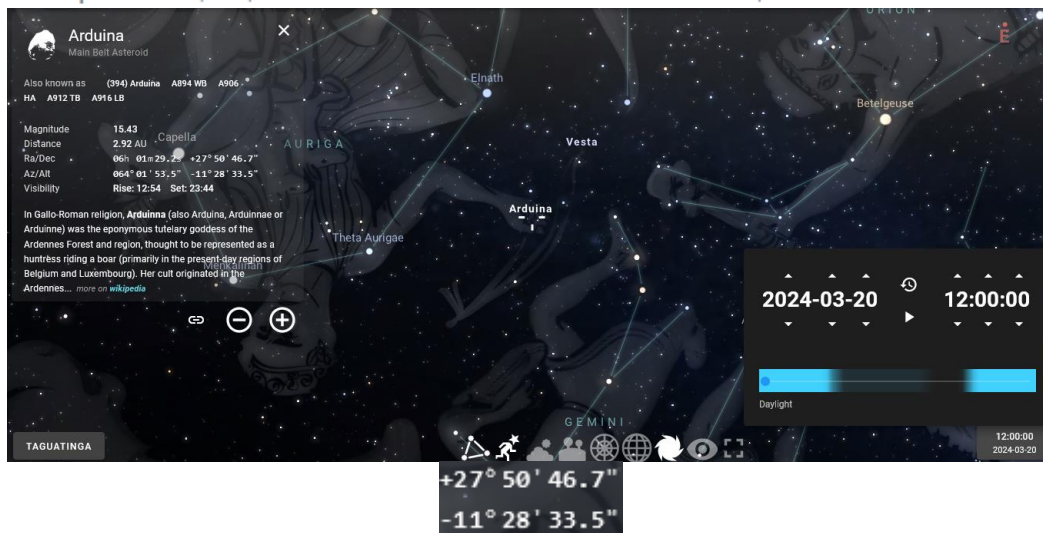 Arduina
Main Belt Asteroid
Also known as (394) Arduina A894 WB A906
HA A912 TB A916 LB
Magnitude 15.43
Distance 2.92 AU
Ra/Dec 06h 01m29.2s +27°50'46.7"
Az/Alt 064°01'53.5" -11°28'33.5"
Visibility Rise: 12:54 Set: 23:44
In Gallo-Roman religion, Arduinna (also Arduina, Arduinnae or
Arduinne) was the eponymous tutelary goddess of the
Ardennes Forest and region, thought to be represented as a
huntress riding a boar (primarily in the present-day regions of
Belgium and Luxembourg). Her cult originated in the
Ardennes... more on wikipedia
Capella
AURIGA
Elnath
Theta Aurigae
Menkalinan
Vesta
Arduina
ORION
Betelgeuse
GEMINI
2024-03-20 12:00:00
Daylight
TAGUATINGA
12:00:00
2024-03-20
+27°50'46.7"
-11°28'33.5"